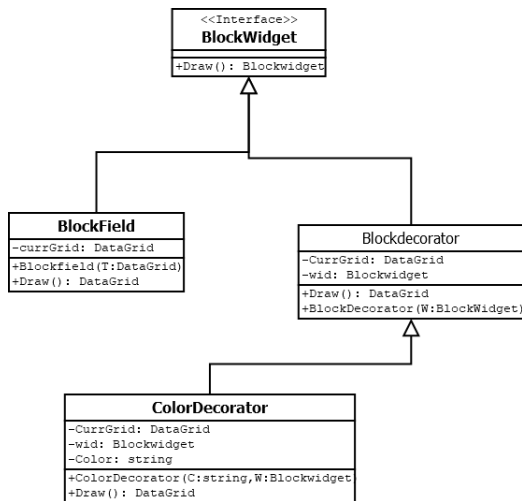 <<Interface>>
BlockWidget
+Draw(): Blockwidget
BlockField
-currGrid: DataGrid
+Blockfield(T:DataGrid)
+Draw(): DataGrid
Blockdecorator
-CurrGrid: DataGrid
-wid: Blockwidget
+Draw(): DataGrid
+BlockDecorator(W:BlockWidget)
ColorDecorator
-CurrGrid: DataGrid
-wid: Blockwidget
-Color: string
+ColorDecorator(C:string,W:Blockwidget
+Draw(): DataGrid